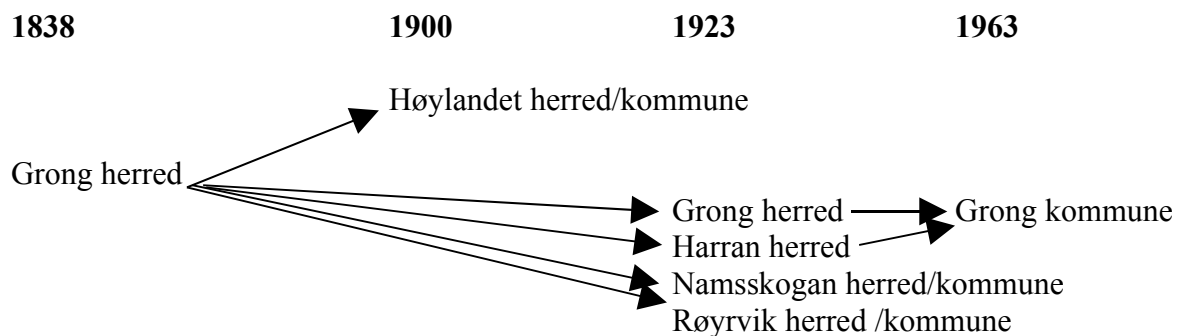 1838 1900 1923 1963
Høylandet herred/kommune
Grong herred
Grong herred Grong kommune
Harran herred
Namsskogan herred/kommune
Røyrvik herred /kommune